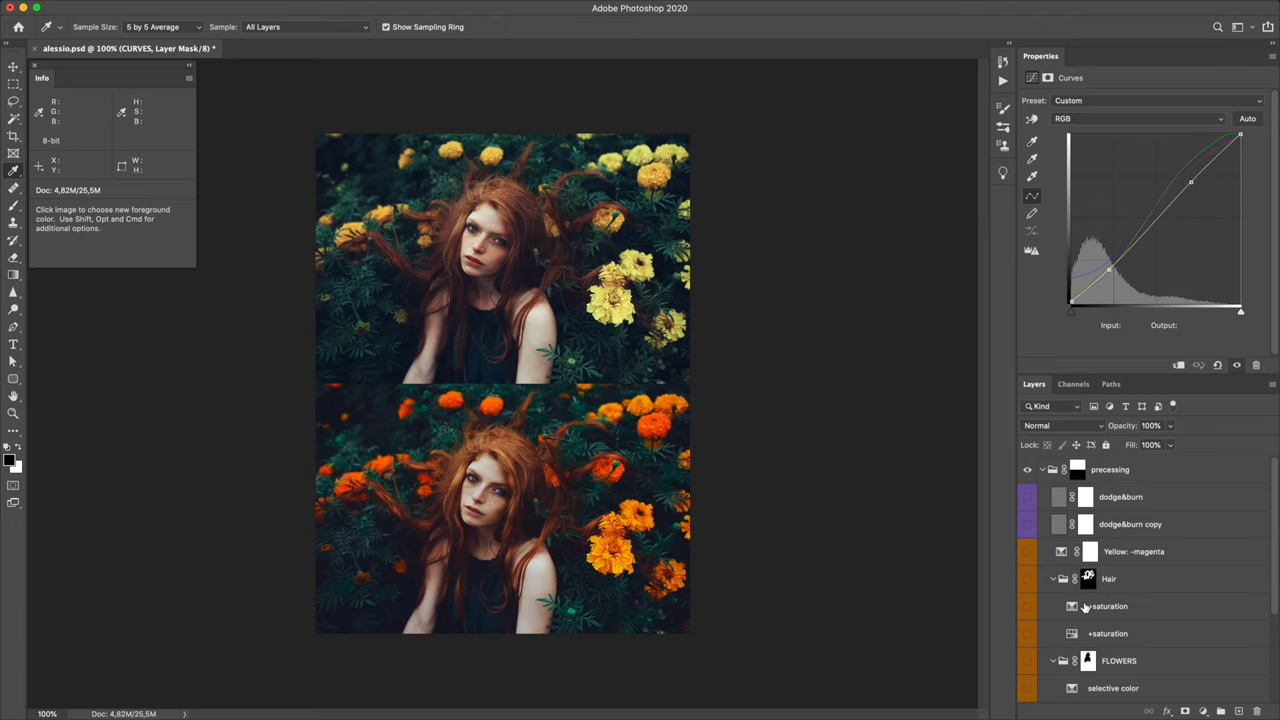 Adobe Photoshop 2020
Sample Size: 5 by 5 Average Sample: All Layers Show Sampling Ring
alessio.psd @ 100% (CURVES, Layer Mask/8) *
Info
R:
G:
B:
H:
S:
B:
8-bit
X:
Y:
W:
H:
Doc: 4,82M/25,5M
Click image to choose new foreground
color. Use Shift, Opt and Cmd for
additional options.
Properties
Curves
Preset: Custom
RGB Auto
Input: Output:
Layers Channels Paths
Kind
Normal Opacity: 100%
Lock: Fill: 100%
precessing
dodge&burn
dodge&burn copy
Yellow: -magenta
Hair
+saturation
+saturation
FLOWERS
selective color
100% Doc: 4,82M/25,5M